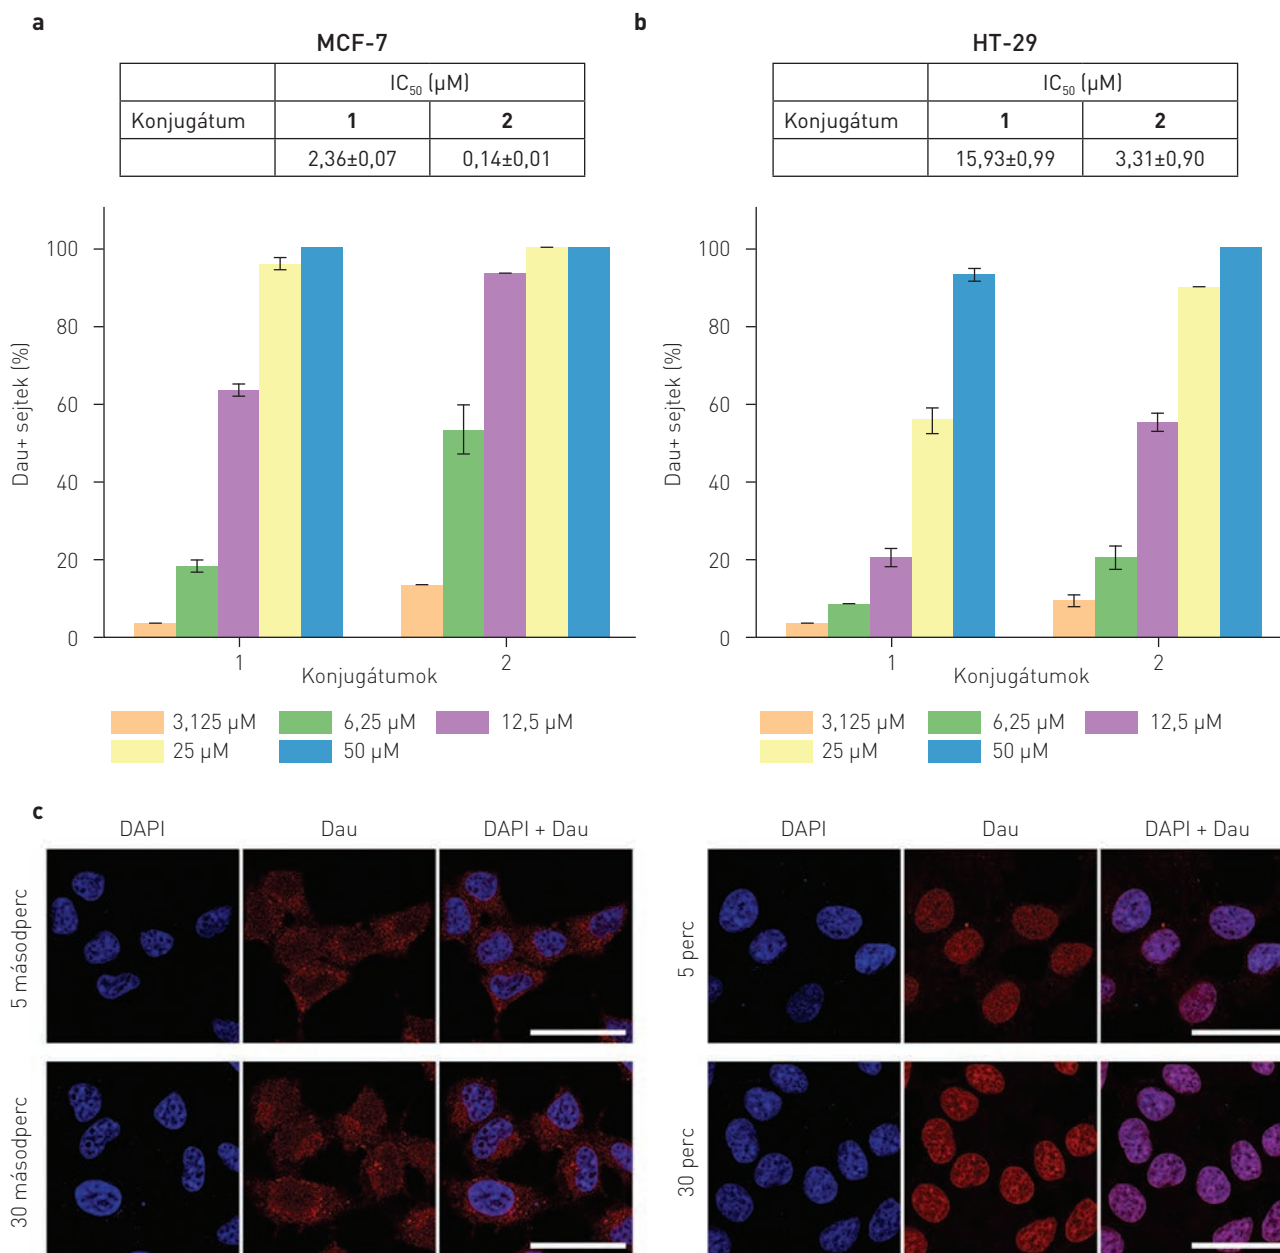 a
MCF-7
IC50 (µM)
Konjugátum 1 2
2,36±0,07 0,14±0,01
Dau+ sejtek (%)
100
80
60
40
20
0
1 2
Konjugátumok
3,125 µM 6,25 µM 12,5 µM
25 µM 50 µM
b
HT-29
IC50 (µM)
Konjugátum 1 2
15,93±0,99 3,31±0,90
Dau+ sejtek (%)
100
80
60
40
20
0
1 2
Konjugátumok
3,125 µM 6,25 µM 12,5 µM
25 µM 50 µM
c
DAPI Dau DAPI + Dau
5 másodperc
30 másodperc
DAPI Dau DAPI + Dau
5 perc
30 perc